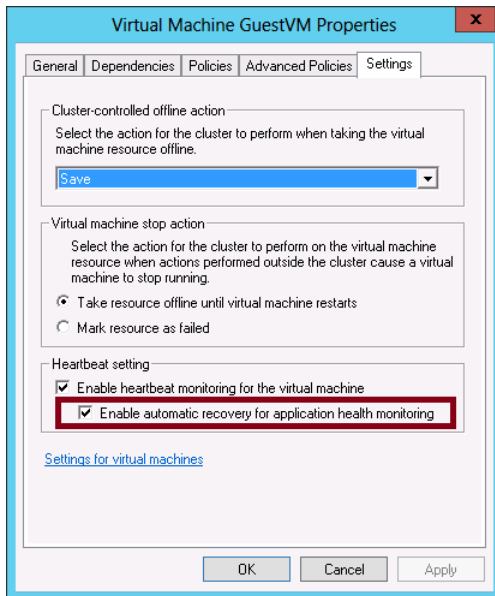 Virtual Machine GuestVM Properties
x
General Dependencies Policies Advanced Policies Settings
Cluster-controlled offline action
Select the action for the cluster to perform when taking the virtual
machine resource offline.
Save
Virtual machine stop action
Select the action for the cluster to perform on the virtual machine
resource when actions performed outside the cluster cause a virtual
machine to stop running.
Take resource offline until virtual machine restarts
Mark resource as failed
Heartbeat setting
Enable heartbeat monitoring for the virtual machine
Enable automatic recovery for application health monitoring
Settings for virtual machines
OK Cancel Apply